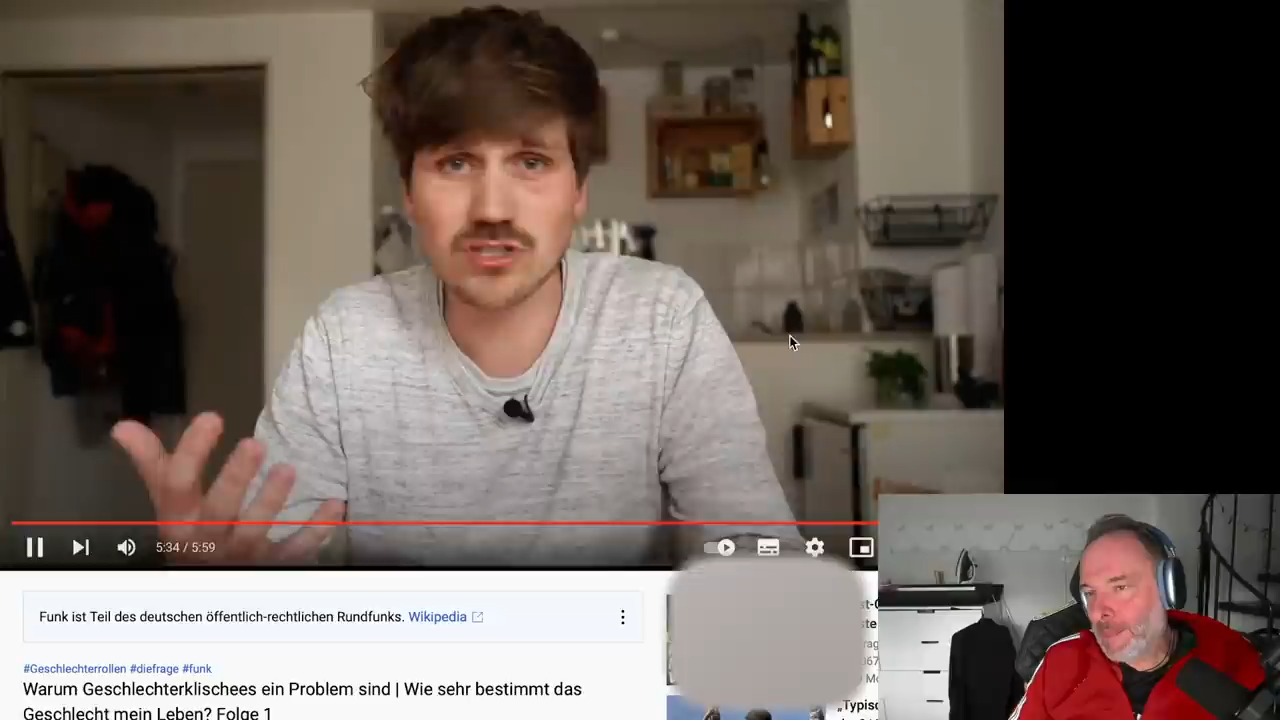 5:34 / 5:59
Funk ist Teil des deutschen öffentlich-rechtlichen Rundfunks. Wikipedia
#Geschlechterrollen #diefrage #funk
Warum Geschlechterklischees ein Problem sind | Wie sehr bestimmt das
Geschlecht mein Leben? Folge 1
„Typisc